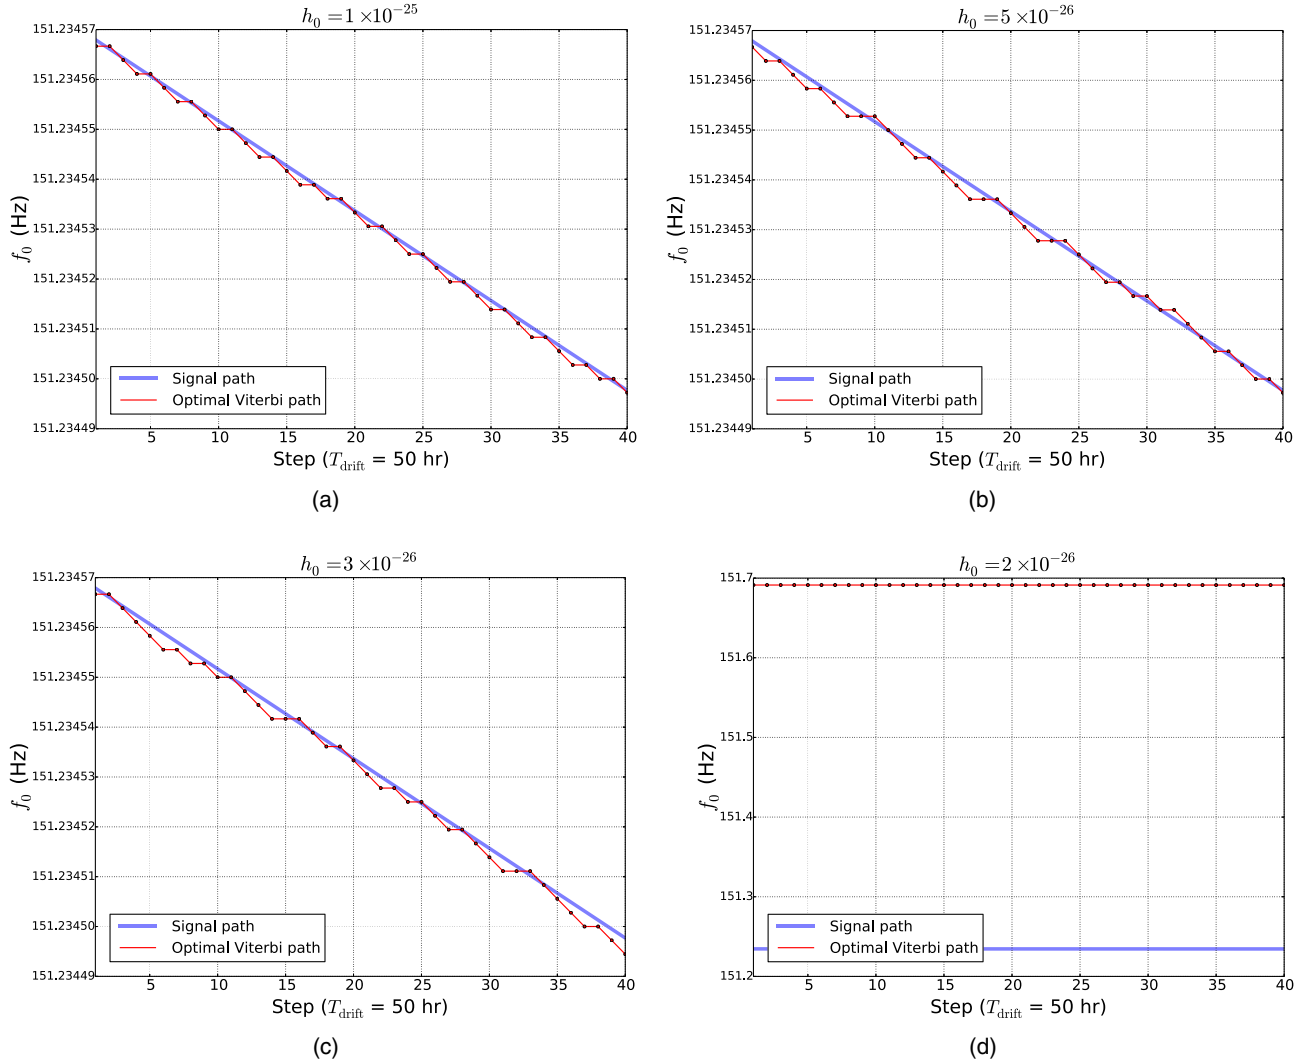 h₀ = 1 ×10⁻²⁵
151.23457
151.23456
151.23455
151.23454
151.23453
151.23452
151.23451
151.23450
151.23449
f₀ (Hz)
Signal path
Optimal Viterbi path
5 10 15 20 25 30 35 40
Step (T_drift = 50 hr)
(a)
h₀ = 5 ×10⁻²⁶
151.23457
151.23456
151.23455
151.23454
151.23453
151.23452
151.23451
151.23450
151.23449
f₀ (Hz)
Signal path
Optimal Viterbi path
5 10 15 20 25 30 35 40
Step (T_drift = 50 hr)
(b)
h₀ = 3 ×10⁻²⁶
151.23457
151.23456
151.23455
151.23454
151.23453
151.23452
151.23451
151.23450
151.23449
f₀ (Hz)
Signal path
Optimal Viterbi path
5 10 15 20 25 30 35 40
Step (T_drift = 50 hr)
(c)
h₀ = 2 ×10⁻²⁶
151.7
151.6
151.5
151.4
151.3
151.2
f₀ (Hz)
Signal path
Optimal Viterbi path
5 10 15 20 25 30 35 40
Step (T_drift = 50 hr)
(d)